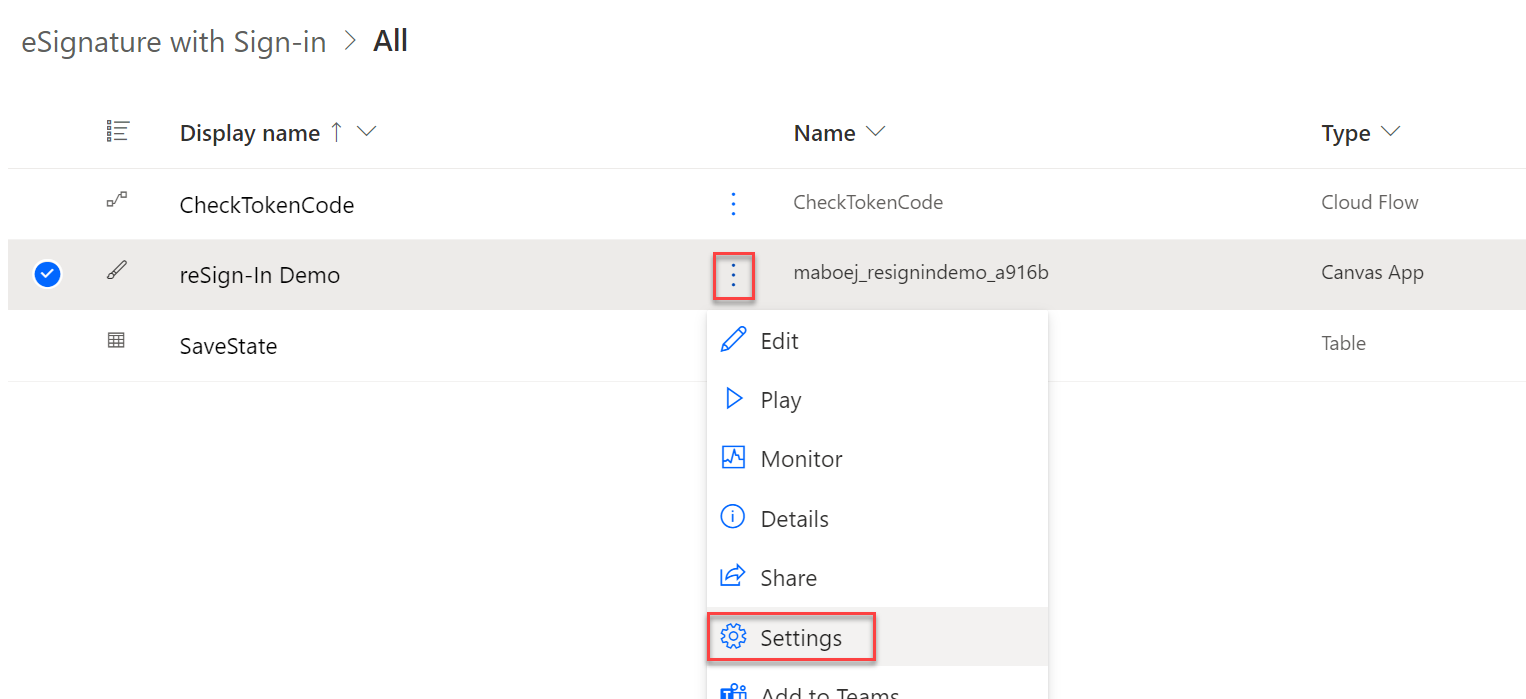 eSignature with Sign-in > All
Display name ↑ Name Type
CheckTokenCode CheckTokenCode Cloud Flow
reSign-In Demo maboej_resignindemo_a916b Canvas App
SaveState Table
Edit
Play
Monitor
Details
Share
Settings
Add to Teams